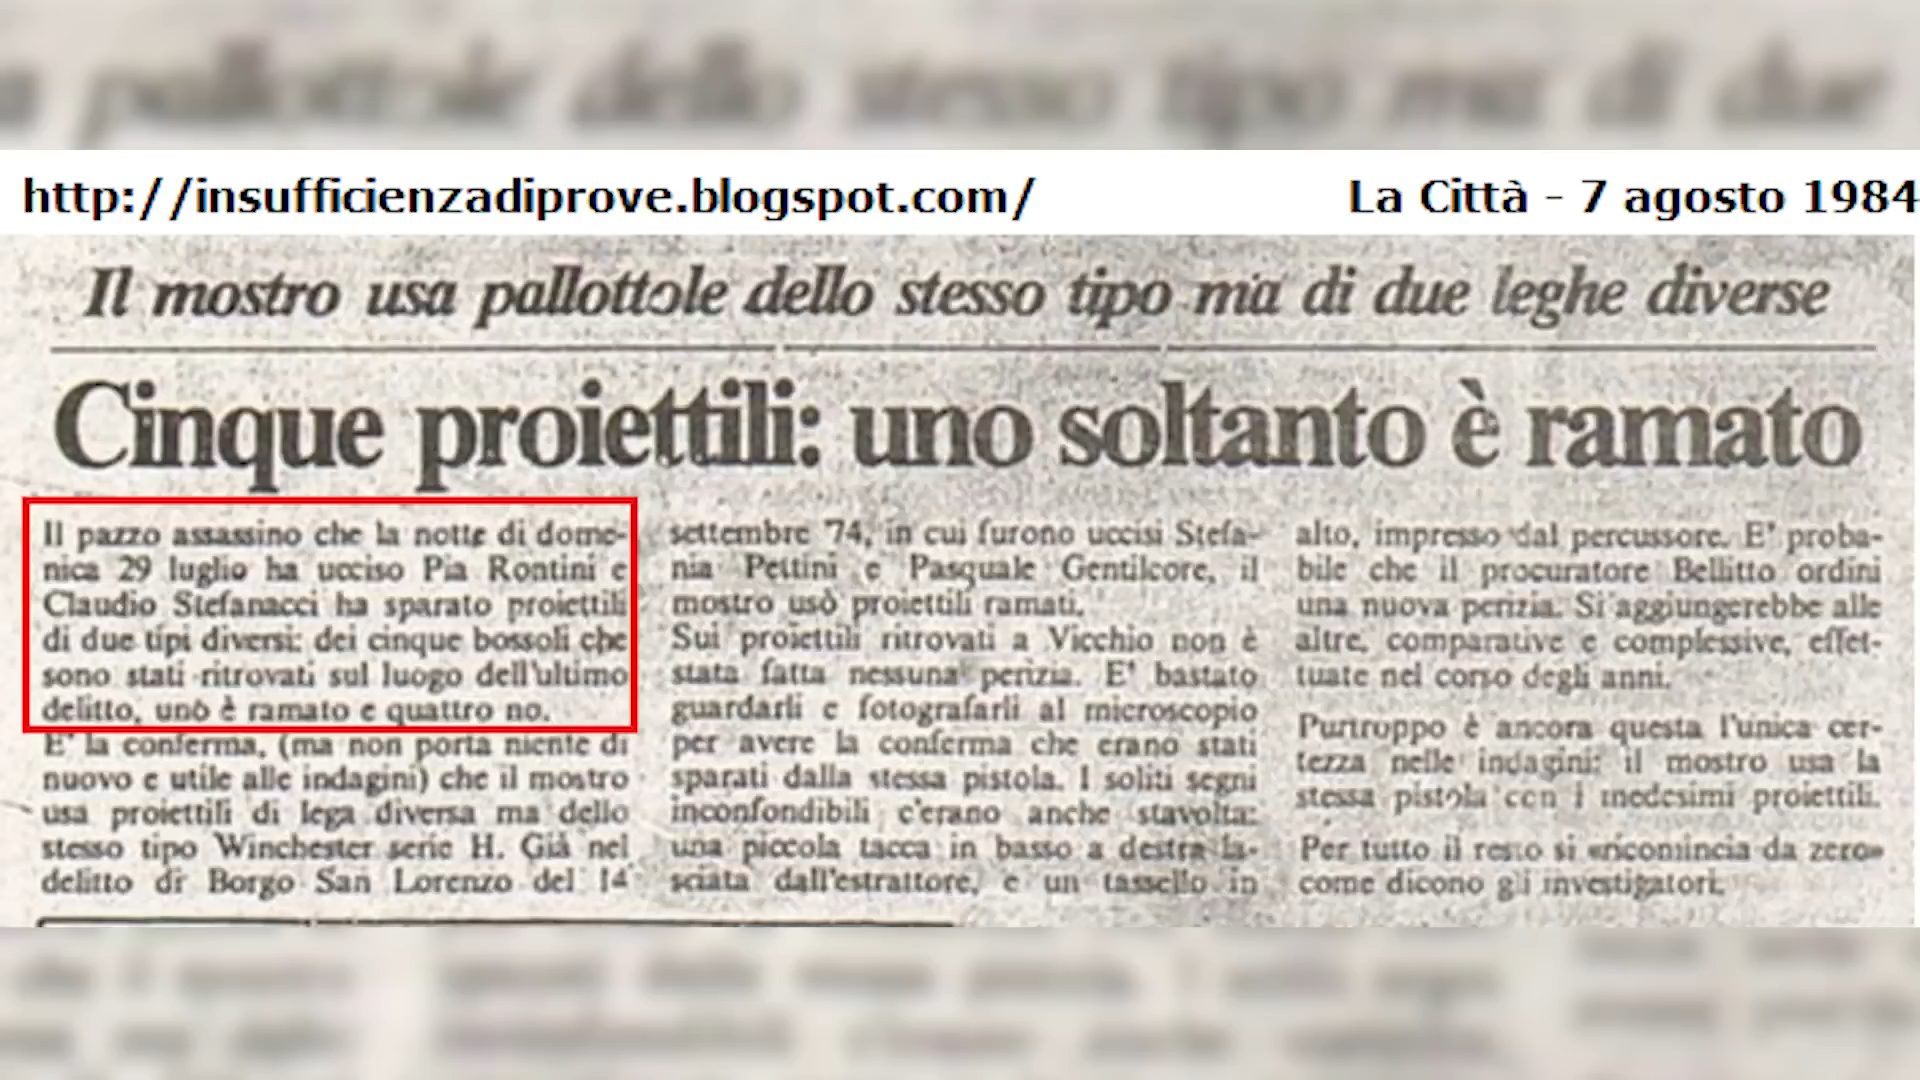 http://insufficienzadiprove.blogspot.com/
La Città - 7 agosto 1984
Il mostro usa pallottole dello stesso tipo ma di due leghe diverse
Cinque proiettili: uno soltanto è ramato
Il pazzo assassino che la notte di dome-
nica 29 luglio ha ucciso Pia Rontini e
Claudio Stefanacci ha sparato proiettili
di due tipi diversi: dei cinque bossoli che
sono stati ritrovati sul luogo dell'ultimo
delitto, uno è ramato e quattro no.
E' la conferma, (ma non porta niente di
nuovo e utile alle indagini) che il mostro
usa proiettili di lega diversa ma dello
stesso tipo Winchester serie H. Già nel
delitto di Borgo San Lorenzo del 14
settembre '74, in cui furono uccisi Stefa-
nia Pettini e Pasquale Gentilcore, il
mostro usò proiettili ramati.
Sui proiettili ritrovati a Vicchio non è
stata fatta nessuna perizia. E' bastato
guardarli e fotografarli al microscopio
per avere la conferma che erano stati
sparati dalla stessa pistola. I soliti segni
inconfondibili c'erano anche stavolta:
una piccola tacca in basso a destra la-
sciata dall'estrattore, e un tassello in
alto, impresso dal percussore. E' proba-
bile che il procuratore Bellitto ordini
una nuova perizia. Si aggiungerebbe alle
altre, comparative e complessive, effet-
tuate nel corso degli anni.
Purtroppo è ancora questa l'unica cer-
tezza nelle indagini: il mostro usa la
stessa pistola con i medesimi proiettili.
Per tutto il resto si «ricomincia da zero»
come dicono gli investigatori.